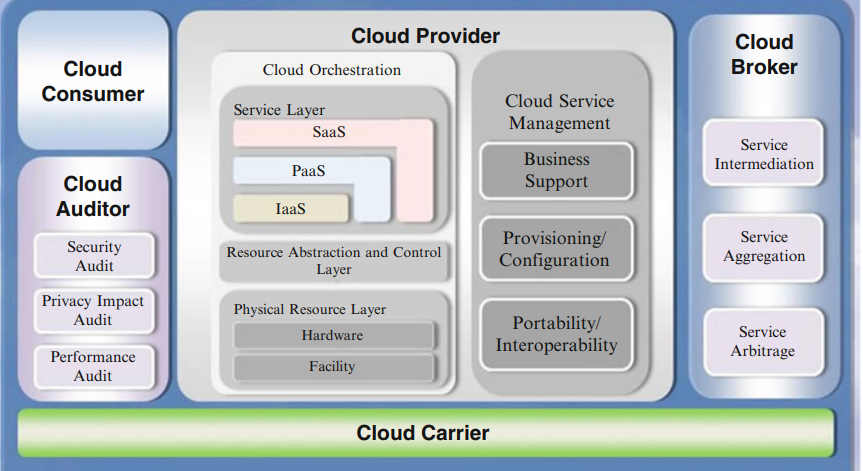 Cloud
Consumer
Cloud
Auditor
Security
Audit
Privacy Impact
Audit
Performance
Audit
Cloud Provider
Cloud Orchestration
Service Layer
SaaS
PaaS
IaaS
Resource Abstraction and Control
Layer
Physical Resource Layer
Hardware
Facility
Cloud Service
Management
Business
Support
Provisioning/
Configuration
Portability/
Interoperability
Cloud
Broker
Service
Intermediation
Service
Aggregation
Service
Arbitrage
Cloud Carrier